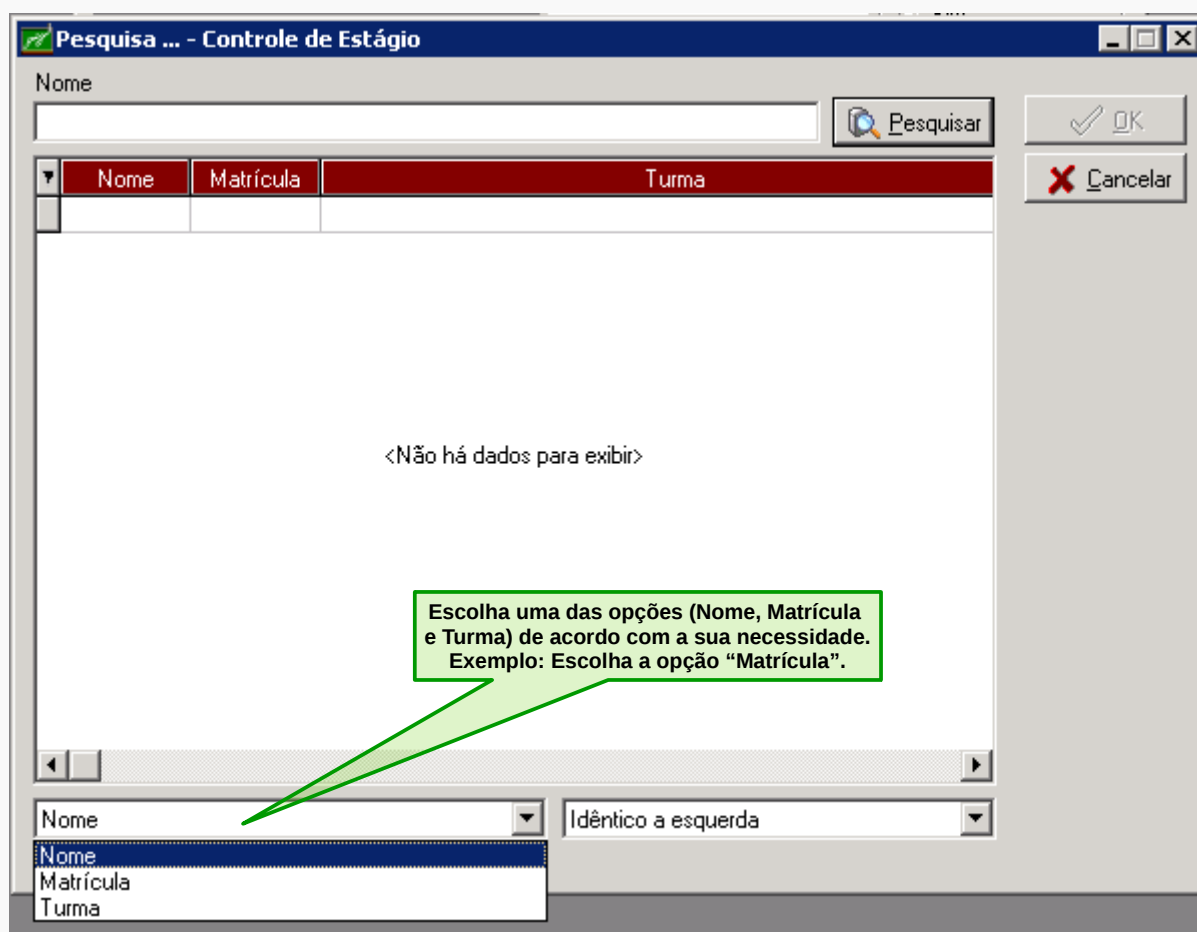 Pesquisa ... - Controle de Estágio
Nome
Pesquisar
OK
Cancelar
Nome Matrícula Turma
<Não há dados para exibir>
Escolha uma das opções (Nome, Matrícula
e Turma) de acordo com a sua necessidade.
Exemplo: Escolha a opção “Matrícula”.
Nome
Idêntico a esquerda
Nome
Matrícula
Turma